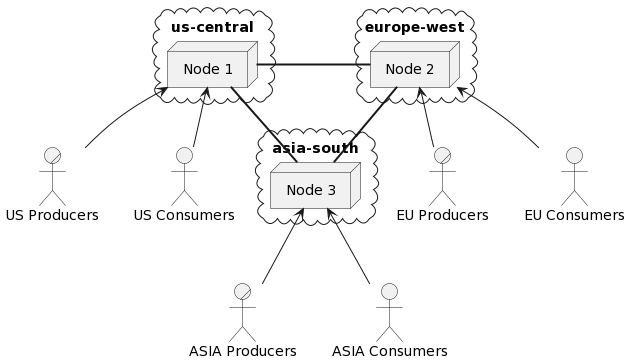 us-central
europe-west
Node 1
Node 2
asia-south
Node 3
US Producers
US Consumers
EU Producers
EU Consumers
ASIA Producers
ASIA Consumers